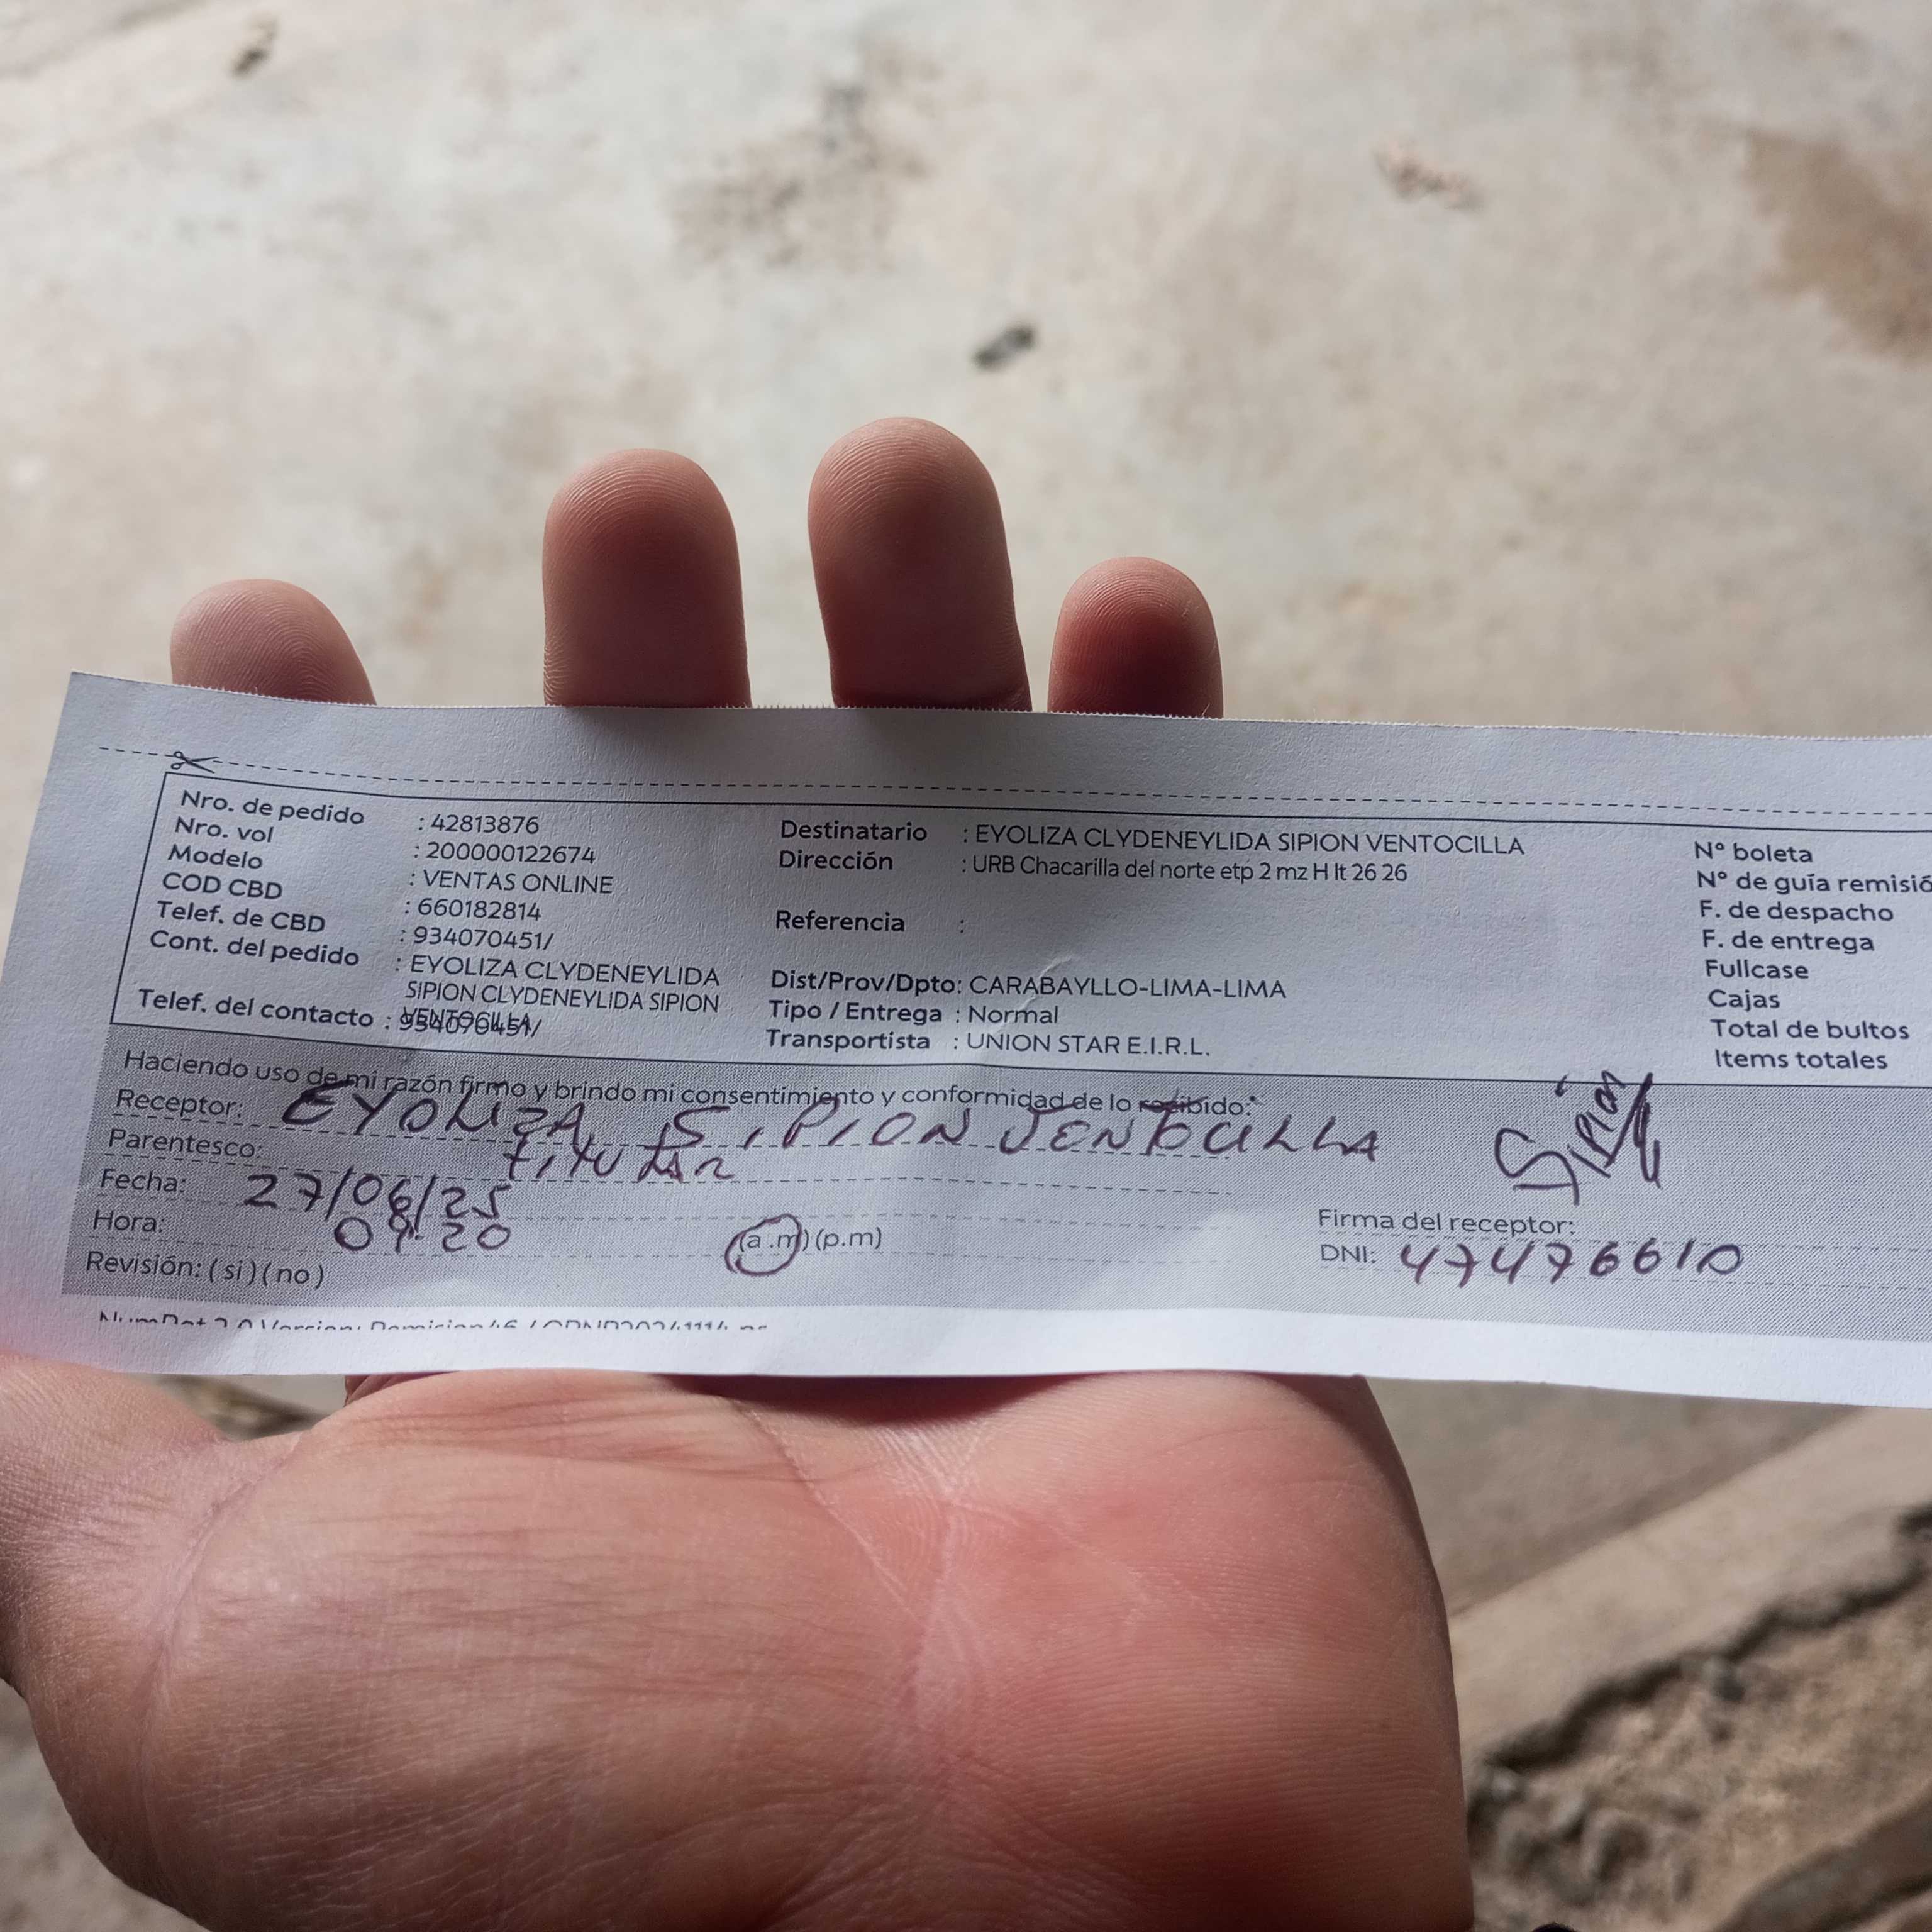 Nro. de pedido : 42813876
Nro. vol : 200000122674
Modelo : VENTAS ONLINE
COD CBD : 660182814
Telef. de CBD : 934070451/
Cont. del pedido : EYOLIZA CLYDENEYLIDA
SIPION CLYDENEYLIDA SIPION
VENTOCILLA
Telef. del contacto : 934070451/
Destinatario : EYOLIZA CLYDENEYLIDA SIPION VENTOCILLA
Dirección : URB Chacarilla del norte etp 2 mz H lt 26 26
Referencia :
Dist/Prov/Dpto: CARABAYLLO-LIMA-LIMA
Tipo / Entrega : Normal
Transportista : UNION STAR E.I.R.L.
N° boleta
N° de guía remisió
F. de despacho
F. de entrega
Fullcase
Cajas
Total de bultos
Items totales
Haciendo uso de mi razón firmo y brindo mi consentimiento y conformidad de lo recibido:*
Receptor: EYOLIZA SIPION VENTOCILLA
Parentesco: Titular
Fecha: 27/06/25
Hora: 20 (a.m) (p.m)
Revisión: ( si ) ( no )
Sipion
Firma del receptor:
DNI: 47476610